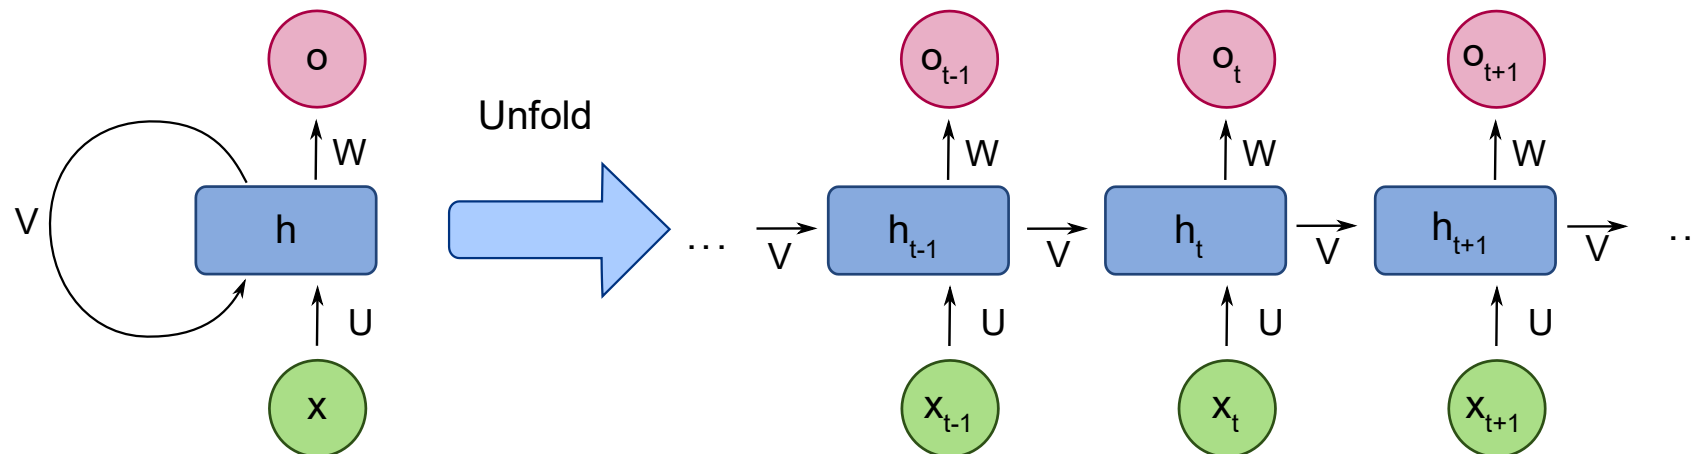 o o_{t-1} o_t o_{t+1}
Unfold
W W W W
V h ... V h_{t-1} V h_t V h_{t+1} V ..
U U U U
x x_{t-1} x_t x_{t+1}